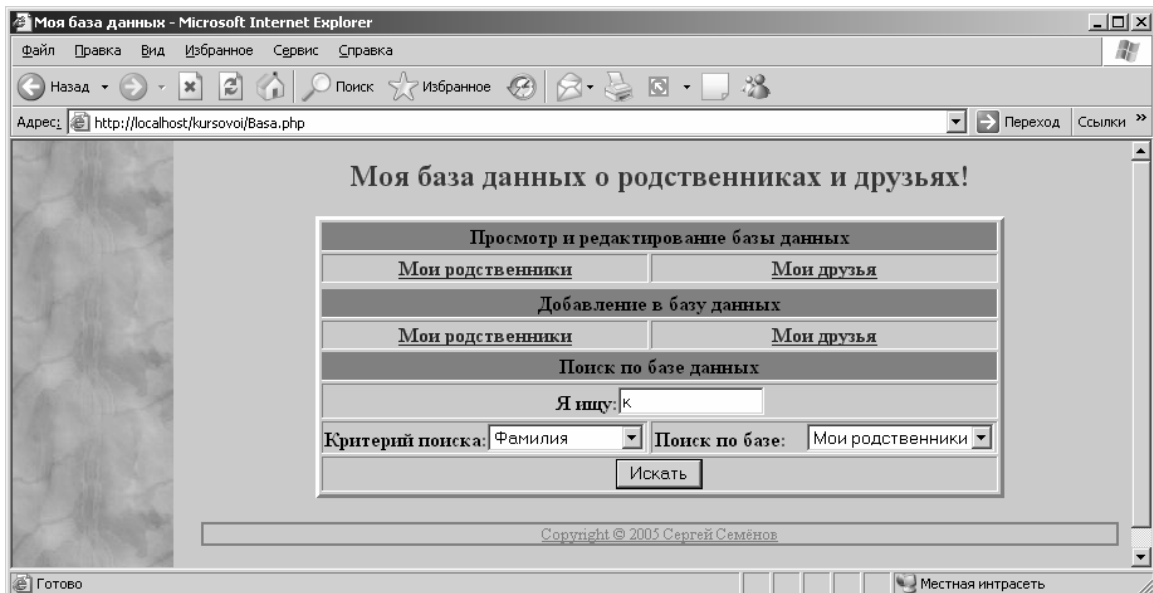 Моя база данных - Microsoft Internet Explorer
Файл Правка Вид Избранное Сервис Справка
Назад Поиск Избранное
Адрес: http://localhost/kursovoi/Basa.php Переход Ссылки »
Моя база данных о родственниках и друзьях!
Просмотр и редактирование базы данных
Мои родственники Мои друзья
Добавление в базу данных
Мои родственники Мои друзья
Поиск по базе данных
Я ищу: к
Критерий поиска: Фамилия Поиск по базе: Мои родственники
Искать
Copyright © 2005 Сергей Семёнов
Готово Местная интрасеть